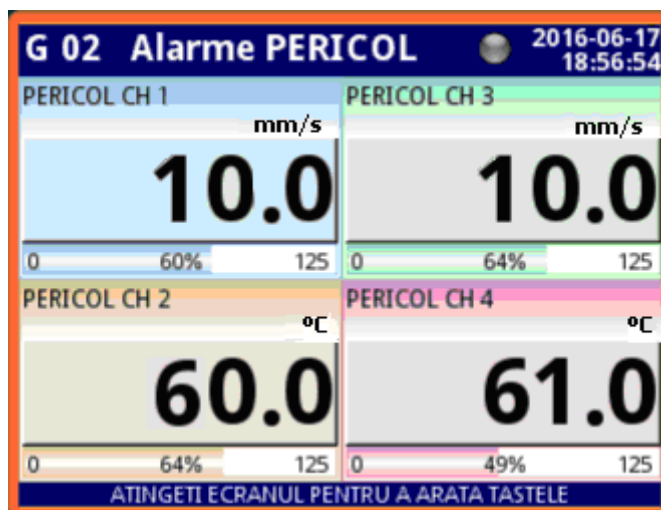 G 02 Alarme PERICOL
2016-06-17
18:56:54
PERICOL CH 1
mm/s
10.0
0 60% 125
PERICOL CH 3
mm/s
10.0
0 64% 125
PERICOL CH 2
ºC
60.0
0 64% 125
PERICOL CH 4
ºC
61.0
0 49% 125
ATINGETI ECRANUL PENTRU A ARATA TASTELE